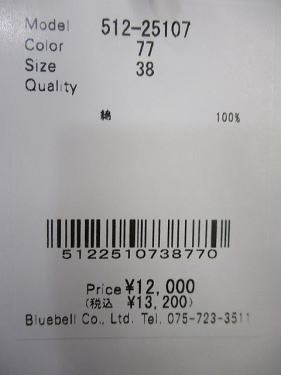 Model 512-25107
Color 77
Size 38
Quality
綿 100%
5122510738770
Price ¥12,000
(税込 ¥13,200)
Bluebell Co., Ltd. Tel. 075-723-3511